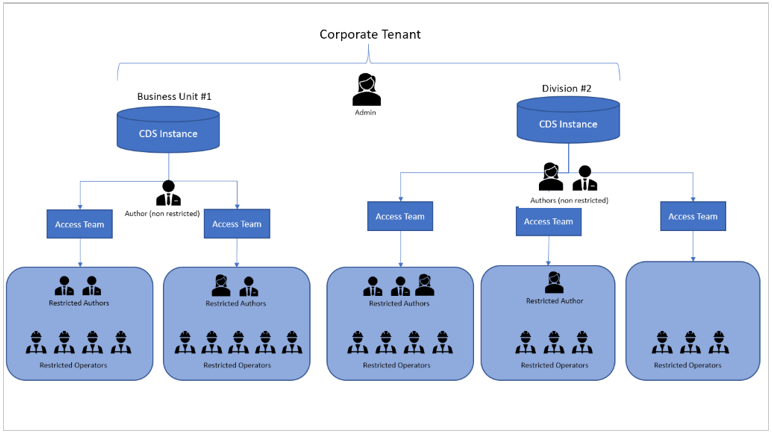 Corporate Tenant
Admin
Business Unit #1
CDS Instance
Division #2
CDS Instance
Author (non restricted)
Access Team
Access Team
Authors (non restricted)
Access Team
Access Team
Access Team
Restricted Authors
Restricted Operators
Restricted Authors
Restricted Operators
Restricted Authors
Restricted Operators
Restricted Author
Restricted Operators
Restricted Operators